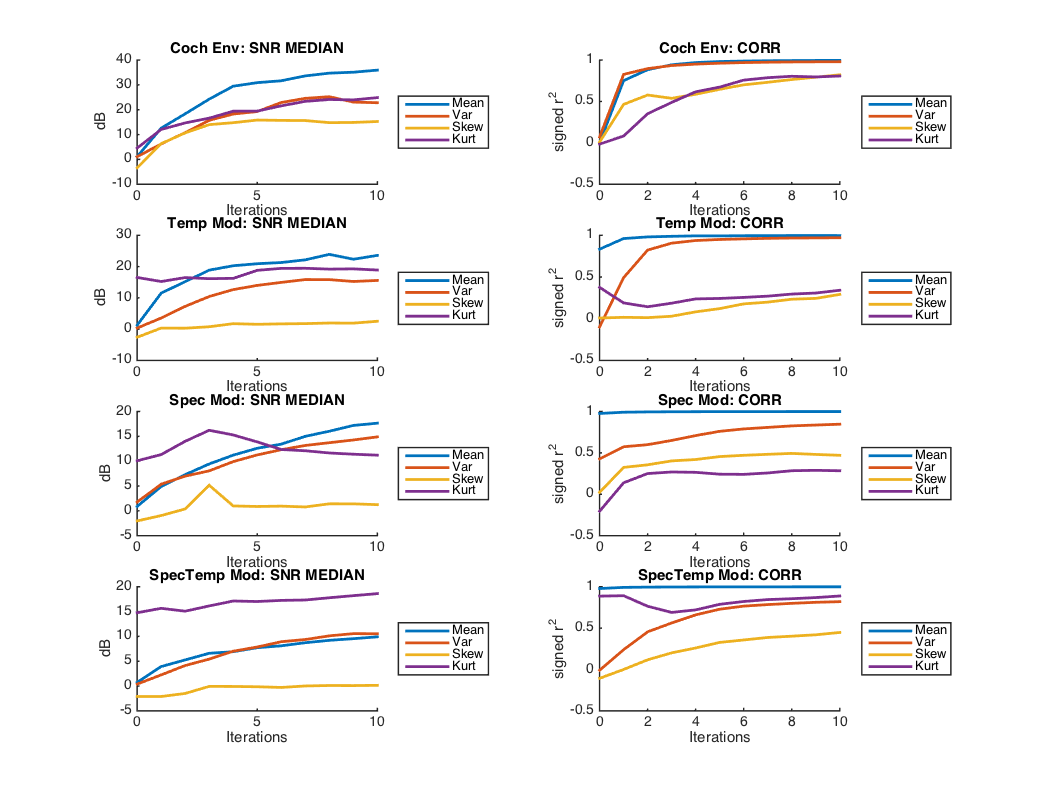 Coch Env: SNR MEDIAN
40
30
20
10
0
-10
dB
0 5 10
Iterations
Mean
Var
Skew
Kurt
Coch Env: CORR
1
0.5
0
-0.5
signed r²
0 2 4 6 8 10
Iterations
Mean
Var
Skew
Kurt
Temp Mod: SNR MEDIAN
30
20
10
0
-10
dB
0 5 10
Iterations
Mean
Var
Skew
Kurt
Temp Mod: CORR
1
0.5
0
-0.5
signed r²
0 2 4 6 8 10
Iterations
Mean
Var
Skew
Kurt
Spec Mod: SNR MEDIAN
20
15
10
5
0
-5
dB
0 5 10
Iterations
Mean
Var
Skew
Kurt
Spec Mod: CORR
1
0.5
0
-0.5
signed r²
0 2 4 6 8 10
Iterations
Mean
Var
Skew
Kurt
SpecTemp Mod: SNR MEDIAN
20
15
10
5
0
-5
dB
0 5 10
Iterations
Mean
Var
Skew
Kurt
SpecTemp Mod: CORR
1
0.5
0
-0.5
signed r²
0 2 4 6 8 10
Iterations
Mean
Var
Skew
Kurt